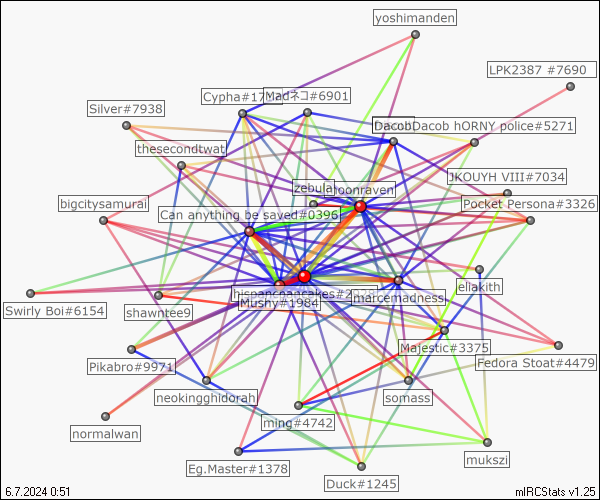 yoshimanden
LPK2387 #7690
Cypha#17
Madネコ#6901
Silver#7938
Dacob
Dacob hORNY police#5271
thesecondtwat
JKOUYH VIII#7034
zebula
ahoonraven
bigcitysamurai
Pocket Persona#3326
Can anything be saved#0396
eliakith
marcemadness
Mushy#1984
Swirly Boi#6154
shawntee9
Majestic#3375
Fedora Stoat#4479
Pikabro#9971
neokingghidorah
somass
ming#4742
normalwan
mukszi
Eg.Master#1378
Duck#1245
6.7.2024 0:51
mIRCStats v1.25